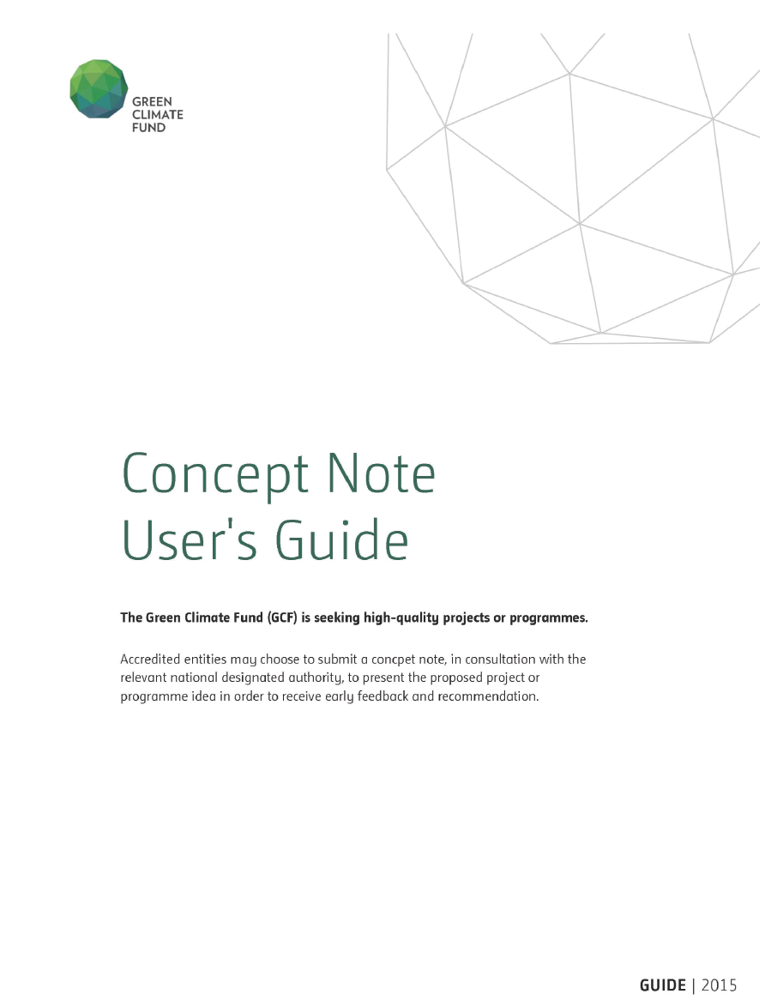 GREEN
CLIMATE
FUND
Concept Note
User's Guide
The Green Climate Fund (GCF) is seeking high-quality projects or programmes.
Accredited entities may choose to submit a concpet note, in consultation with the
relevant national designated authority, to present the proposed project or
programme idea in order to receive early feedback and recommendation.
GUIDE | 2015